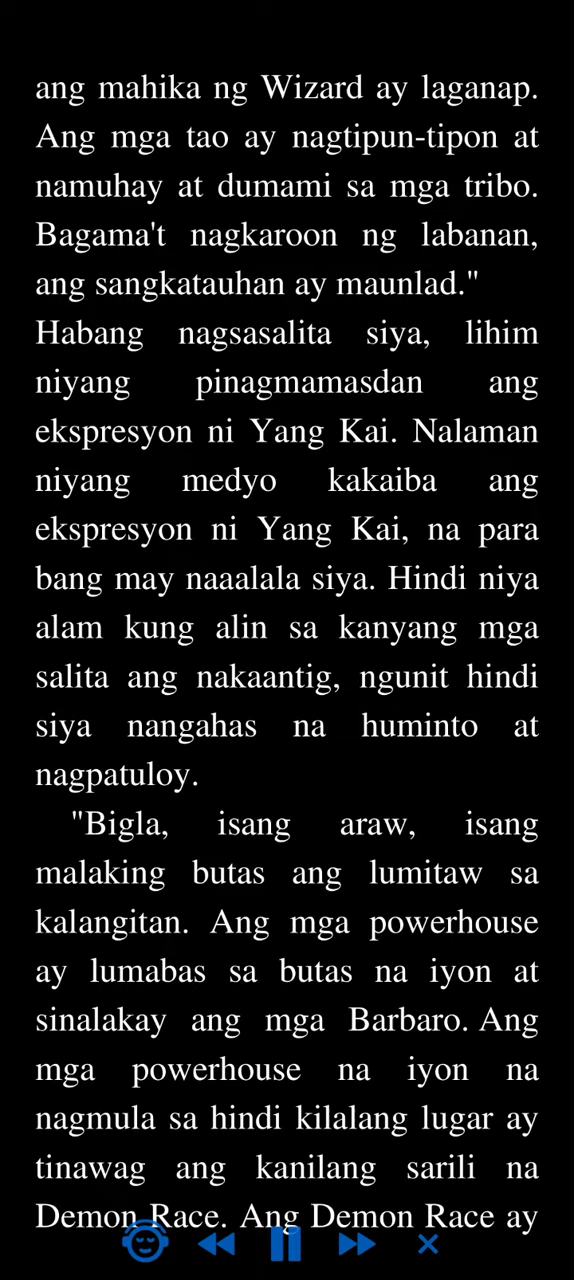 ang mahika ng Wizard ay laganap.
Ang mga tao ay nagtipun-tipon at
namuhay at dumami sa mga tribo.
Bagama't nagkaroon ng labanan,
ang sangkatauhan ay maunlad."
Habang nagsasalita siya, lihim
niyang pinagmamasdan ang
ekspresyon ni Yang Kai. Nalaman
niyang medyo kakaiba ang
ekspresyon ni Yang Kai, na para
bang may naaalala siya. Hindi niya
alam kung alin sa kanyang mga
salita ang nakaantig, ngunit hindi
siya nangahas na huminto at
nagpatuloy.
"Bigla, isang araw, isang
malaking butas ang lumitaw sa
kalangitan. Ang mga powerhouse
ay lumabas sa butas na iyon at
sinalakay ang mga Barbaro. Ang
mga powerhouse na iyon na
nagmula sa hindi kilalang lugar ay
tinawag ang kanilang sarili na
Demon Race. Ang Demon Race ay